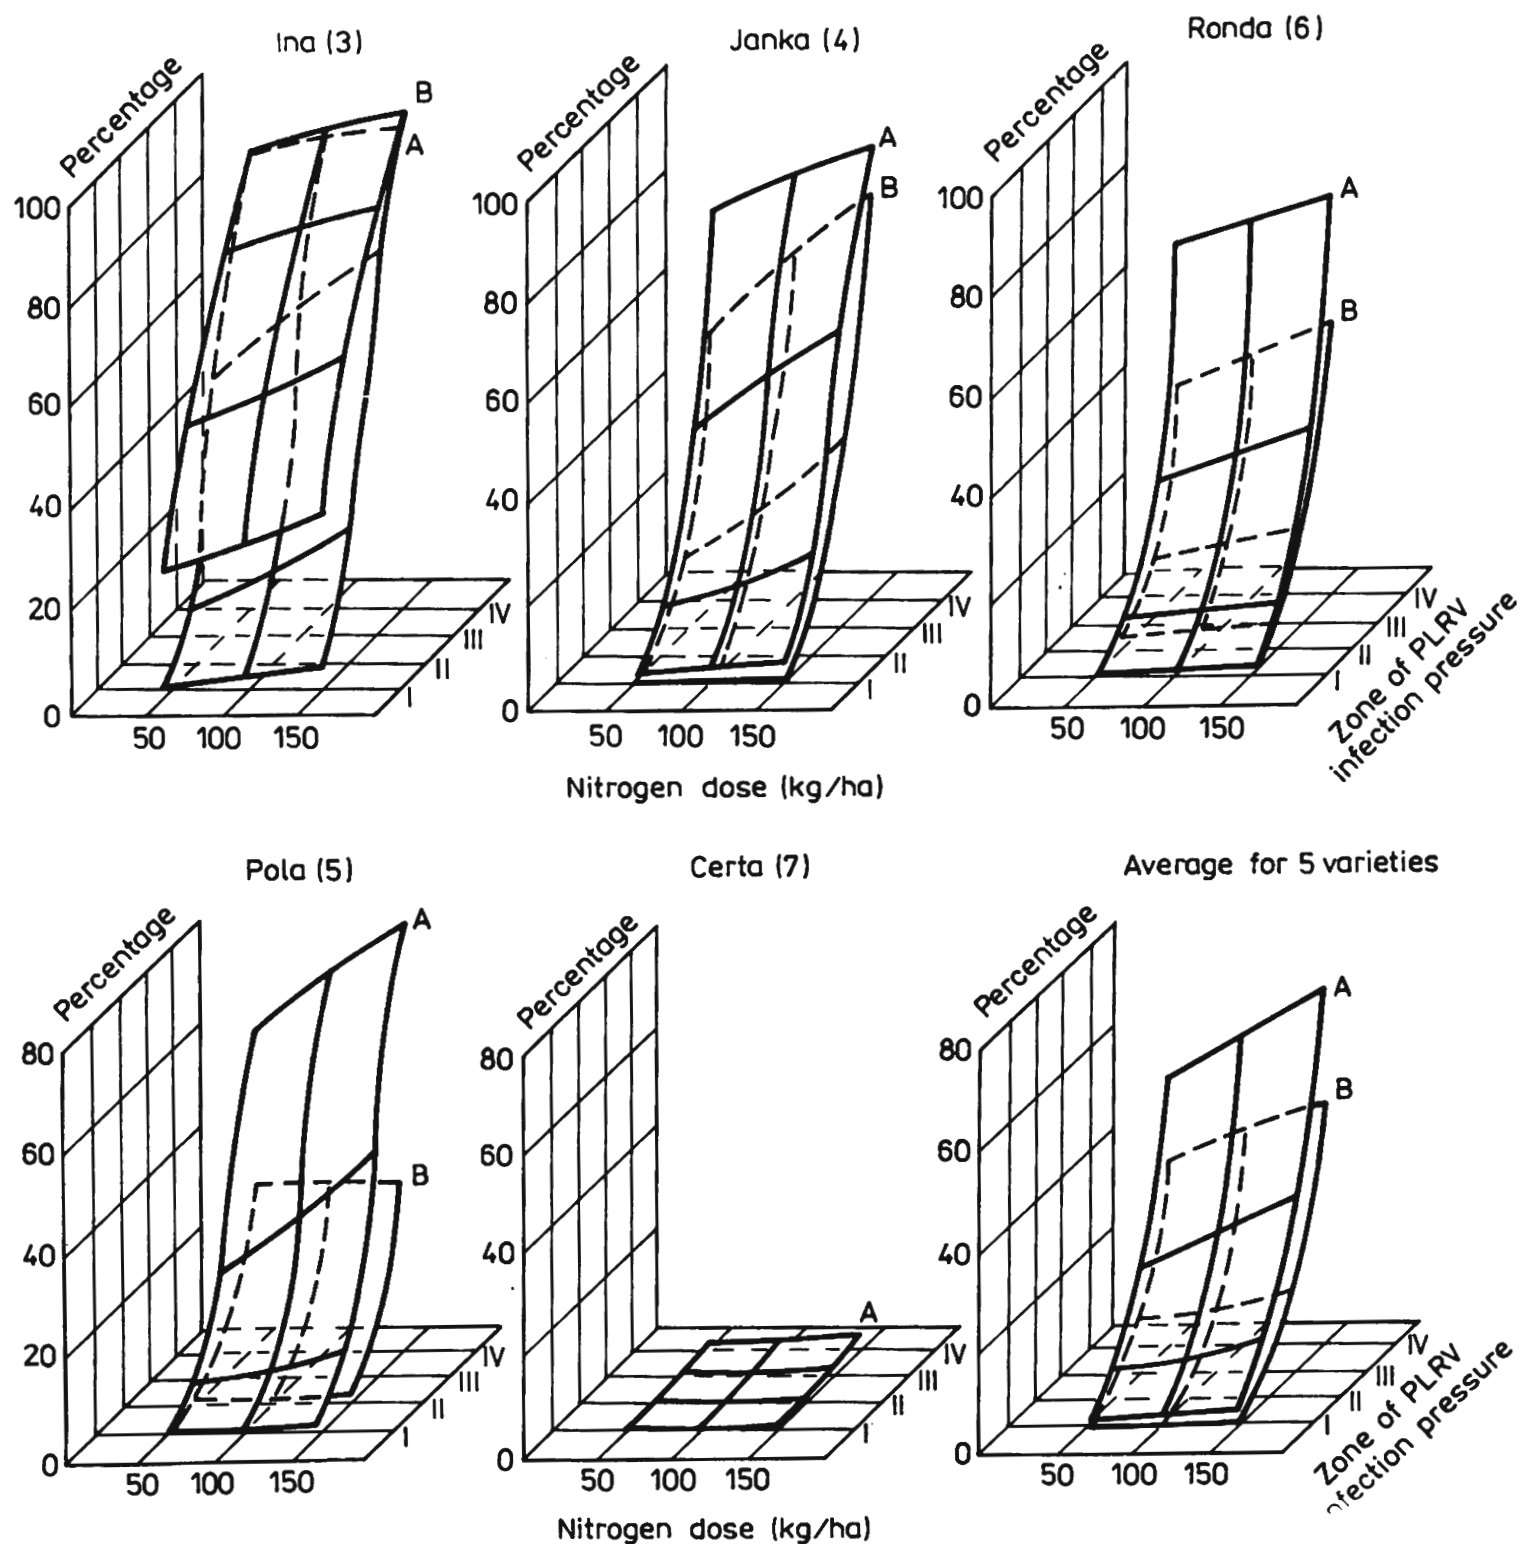 Ina (3)
Janka (4)
Ronda (6)
Percentage
Percentage
Percentage
B
A
A
B
A
B
100
80
60
40
20
0
100
80
60
40
0
100
80
60
40
0
IV
III
II
I
IV
III
II
I
IV
III
II
I
50 100 150
50 100 150
50 100 150
Zone of PLRV
infection pressure
Nitrogen dose (kg/ha)
Pola (5)
Certa (7)
Average for 5 varieties
Percentage
Percentage
Percentage
A
B
A
A
B
80
60
40
20
0
80
60
40
0
80
60
40
0
IV
III
II
I
III
II
I
IV
III
II
I
50 100 150
50 100 150
50 100 150
Zone of PLRV
nfection pressure
Nitrogen dose (kg/ha)